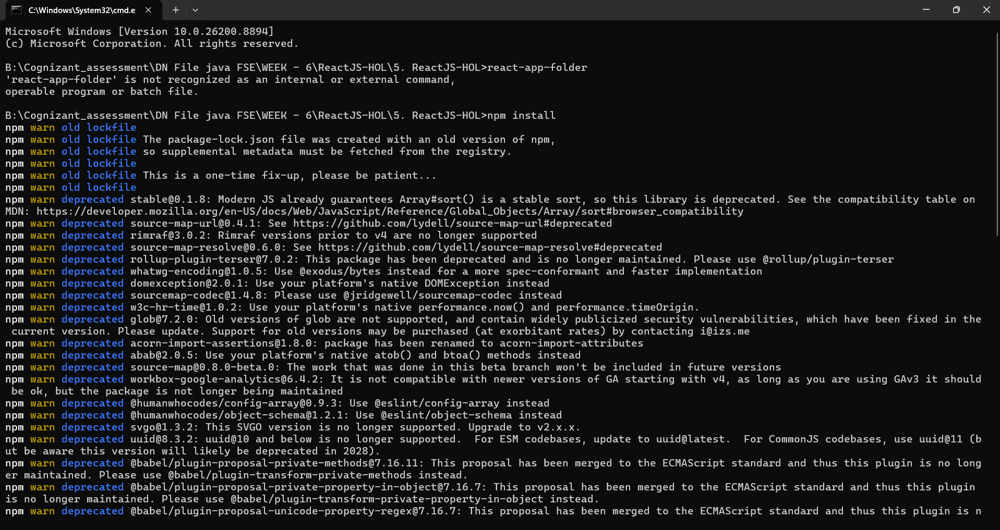 C:\Windows\System32\cmd.e
Microsoft Windows [Version 10.0.26200.8894]
(c) Microsoft Corporation. All rights reserved.
B:\Cognizant_assessment\DN File java FSE\WEEK - 6\ReactJS-HOL\5. ReactJS-HOL>react-app-folder
'react-app-folder' is not recognized as an internal or external command,
operable program or batch file.
B:\Cognizant_assessment\DN File java FSE\WEEK - 6\ReactJS-HOL\5. ReactJS-HOL>npm install
npm warn old lockfile
npm warn old lockfile The package-lock.json file was created with an old version of npm,
npm warn old lockfile so supplemental metadata must be fetched from the registry.
npm warn old lockfile
npm warn old lockfile This is a one-time fix-up, please be patient...
npm warn old lockfile
npm warn deprecated stable@0.1.8: Modern JS already guarantees Array#sort() is a stable sort, so this library is deprecated. See the compatibility table on
MDN: https://developer.mozilla.org/en-US/docs/Web/JavaScript/Reference/Global_Objects/Array/sort#browser_compatibility
npm warn deprecated source-map-url@0.4.1: See https://github.com/lydell/source-map-url#deprecated
npm warn deprecated rimraf@3.0.2: Rimraf versions prior to v4 are no longer supported
npm warn deprecated source-map-resolve@0.6.0: See https://github.com/lydell/source-map-resolve#deprecated
npm warn deprecated rollup-plugin-terser@7.0.2: This package has been deprecated and is no longer maintained. Please use @rollup/plugin-terser
npm warn deprecated whatwg-encoding@1.0.5: Use @exodus/bytes instead for a more spec-conformant and faster implementation
npm warn deprecated domexception@2.0.1: Use your platform's native DOMException instead
npm warn deprecated sourcemap-codec@1.4.8: Please use @jridgewell/sourcemap-codec instead
npm warn deprecated w3c-hr-time@1.0.2: Use your platform's native performance.now() and performance.timeOrigin.
npm warn deprecated glob@7.2.0: Old versions of glob are not supported, and contain widely publicized security vulnerabilities, which have been fixed in the
current version. Please update. Support for old versions may be purchased (at exorbitant rates) by contacting i@izs.me
npm warn deprecated acorn-import-assertions@1.8.0: package has been renamed to acorn-import-attributes
npm warn deprecated abab@2.0.5: Use your platform's native atob() and btoa() methods instead
npm warn deprecated source-map@0.8.0-beta.0: The work that was done in this beta branch won't be included in future versions
npm warn deprecated workbox-google-analytics@6.4.2: It is not compatible with newer versions of GA starting with v4, as long as you are using GAv3 it should
be ok, but the package is not longer being maintained
npm warn deprecated @humanwhocodes/config-array@0.9.3: Use @eslint/config-array instead
npm warn deprecated @humanwhocodes/object-schema@1.2.1: Use @eslint/object-schema instead
npm warn deprecated svgo@1.3.2: This SVGO version is no longer supported. Upgrade to v2.x.x.
npm warn deprecated uuid@8.3.2: uuid@10 and below is no longer supported.  For ESM codebases, update to uuid@latest.  For CommonJS codebases, use uuid@11 (b
ut be aware this version will likely be deprecated in 2028).
npm warn deprecated @babel/plugin-proposal-private-methods@7.16.11: This proposal has been merged to the ECMAScript standard and thus this plugin is no long
er maintained. Please use @babel/plugin-transform-private-methods instead.
npm warn deprecated @babel/plugin-proposal-private-property-in-object@7.16.7: This proposal has been merged to the ECMAScript standard and thus this plugin
is no longer maintained. Please use @babel/plugin-transform-private-property-in-object instead.
npm warn deprecated @babel/plugin-proposal-unicode-property-regex@7.16.7: This proposal has been merged to the ECMAScript standard and thus this plugin is n